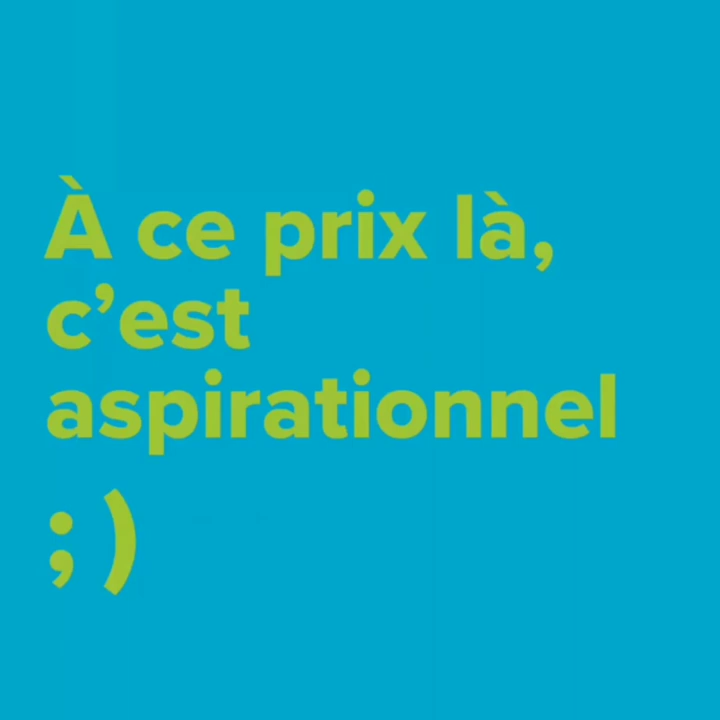 À ce prix là,
c’est
aspirationnel
;)